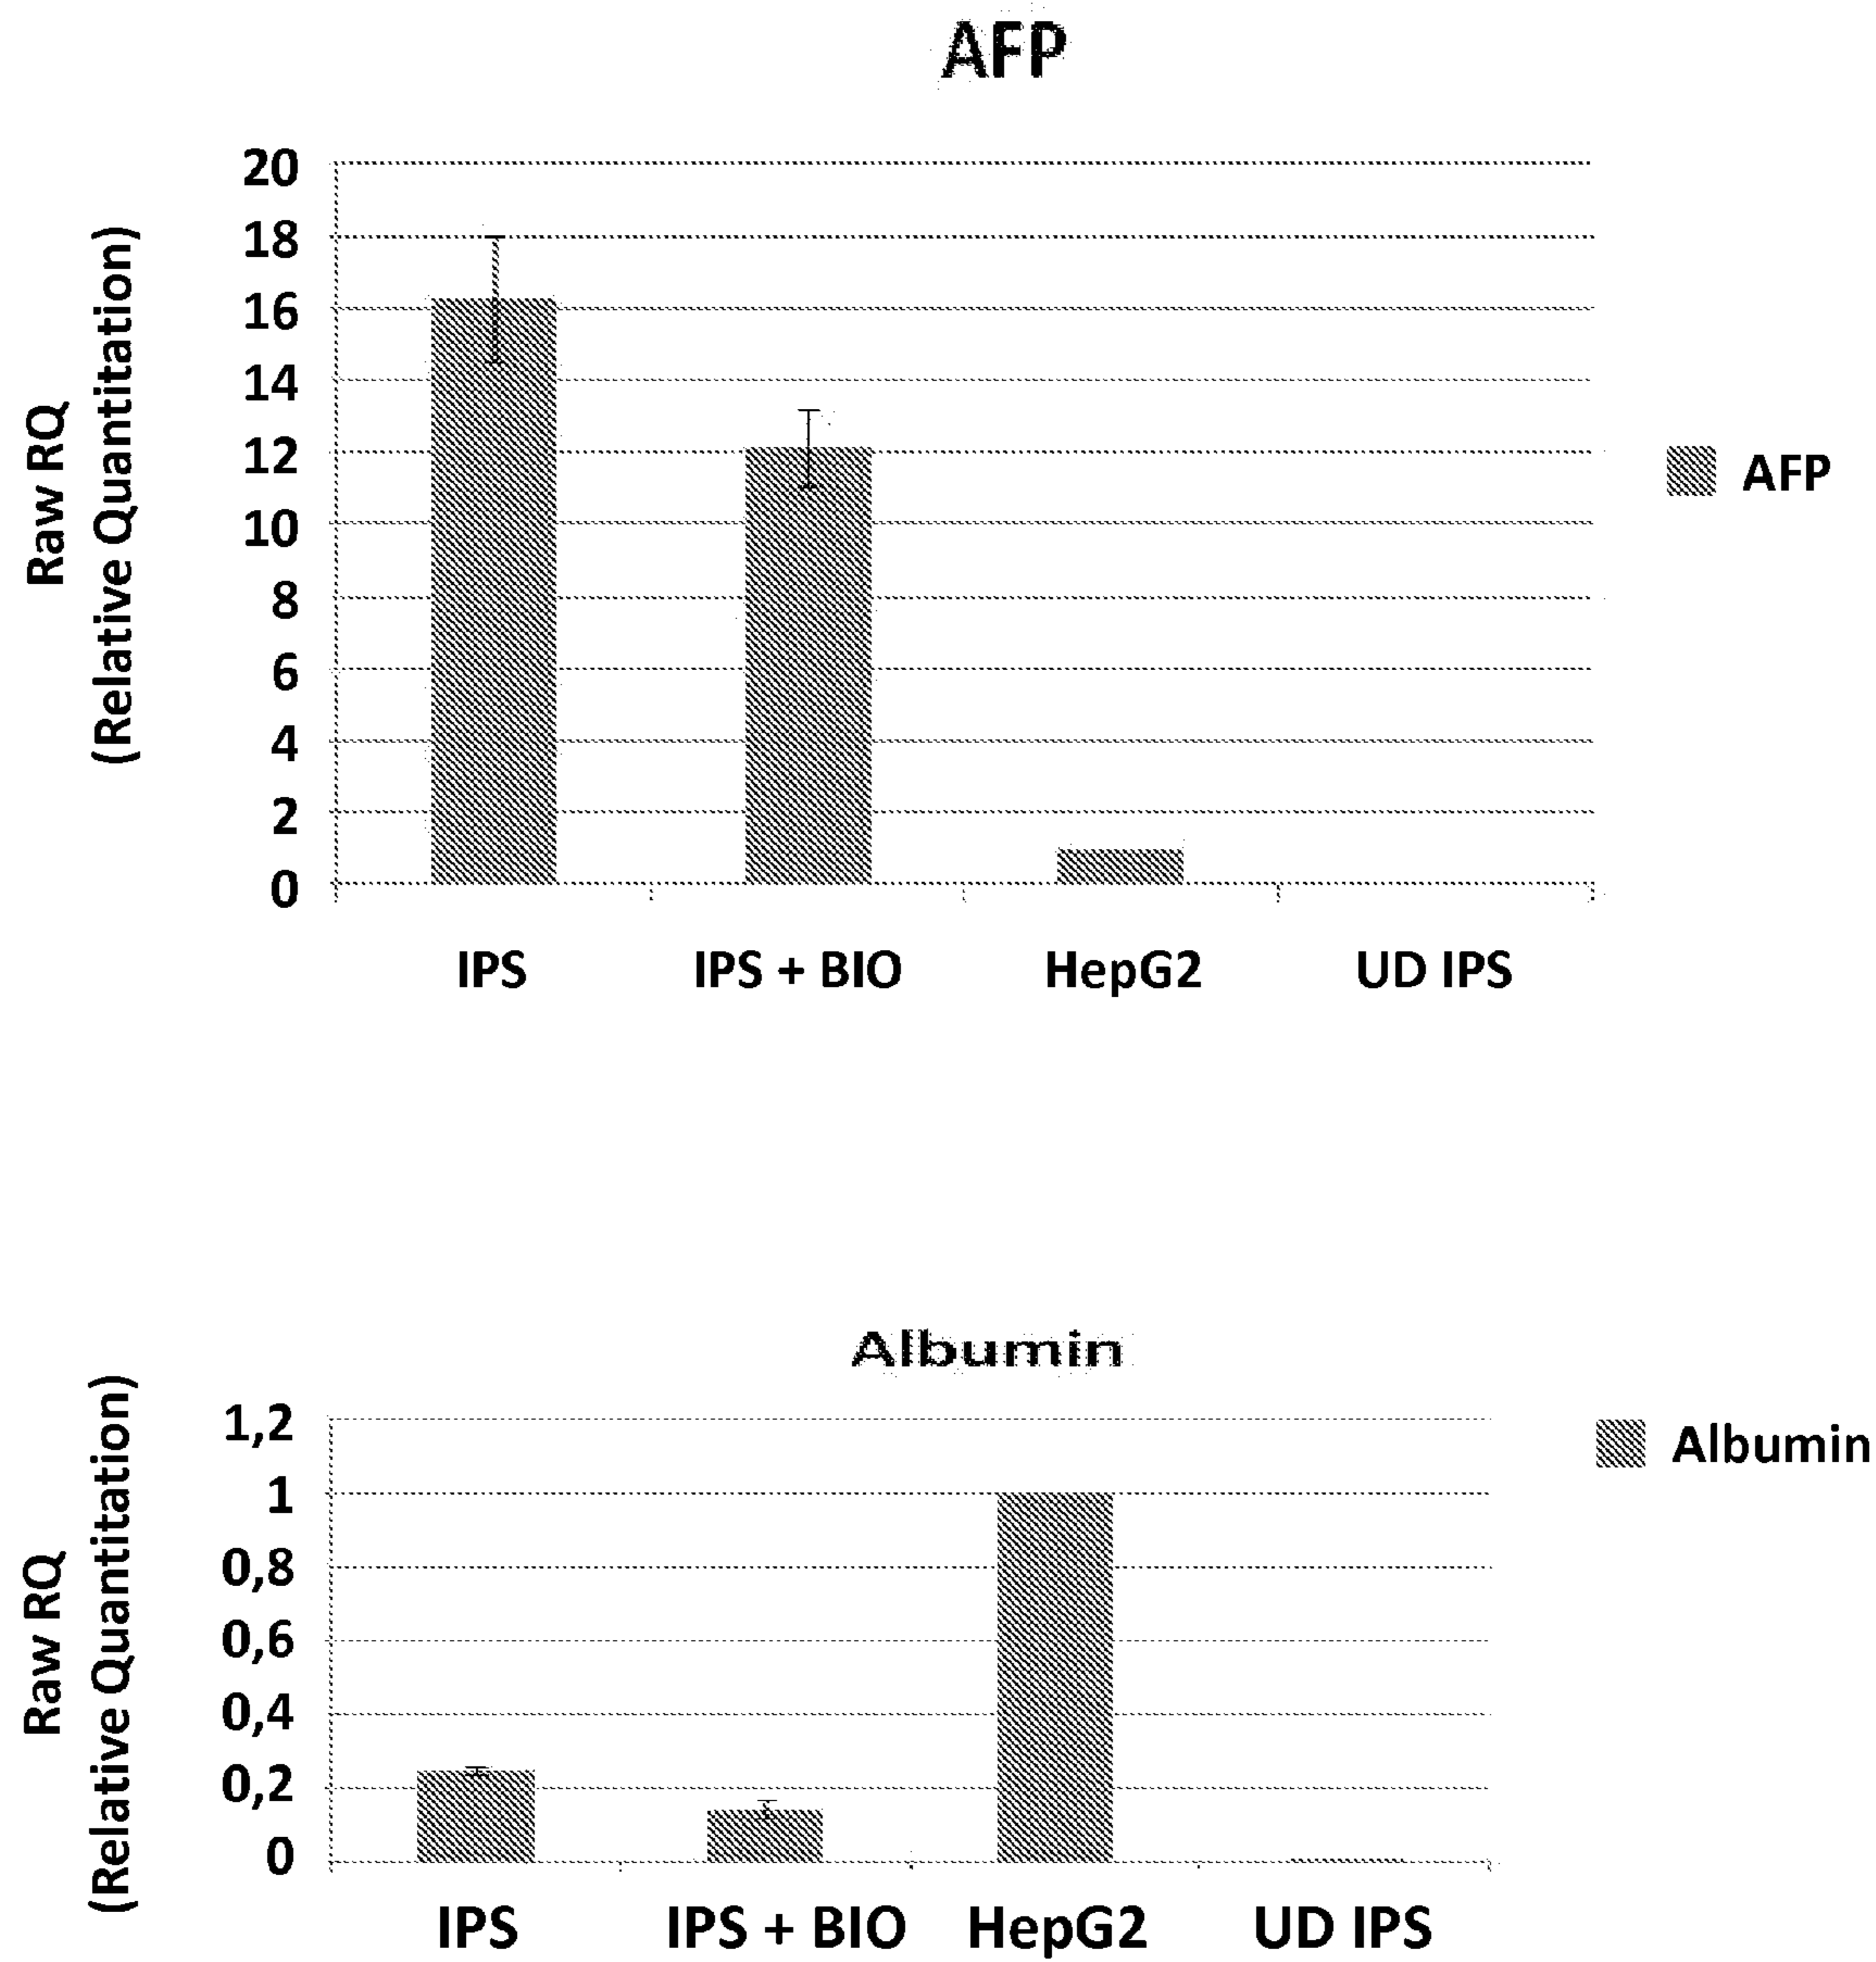 AFP
Raw RQ
(Relative Quantitation)
20
18
16
14
12
10
8
6
4
2
0
IPS
IPS + BIO
HepG2
UD IPS
AFP
Albumin
Raw RQ
(Relative Quantitation)
1,2
1
0,8
0,6
0,4
0,2
0
IPS
IPS + BIO
HepG2
UD IPS
Albumin